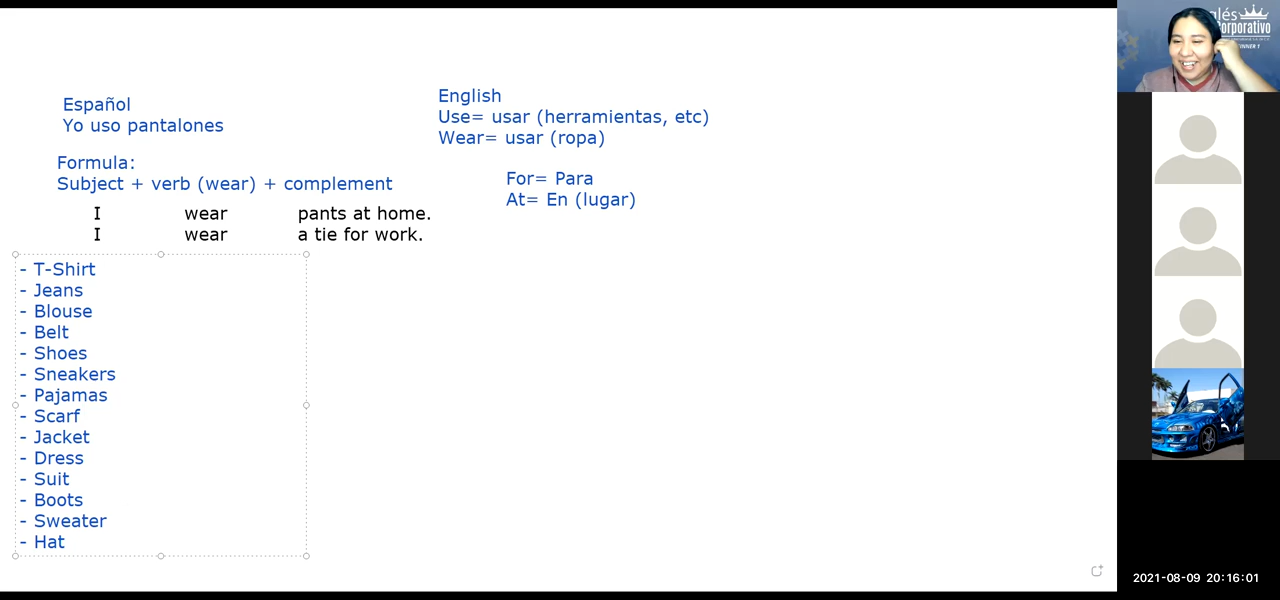 Español
Yo uso pantalones
English
Use= usar (herramientas, etc)
Wear= usar (ropa)
Formula:
Subject + verb (wear) + complement
For= Para
At= En (lugar)
I wear pants at home.
I wear a tie for work.
- T-Shirt
- Jeans
- Blouse
- Belt
- Shoes
- Sneakers
- Pajamas
- Scarf
- Jacket
- Dress
- Suit
- Boots
- Sweater
- Hat
2021-08-09 20:16:01